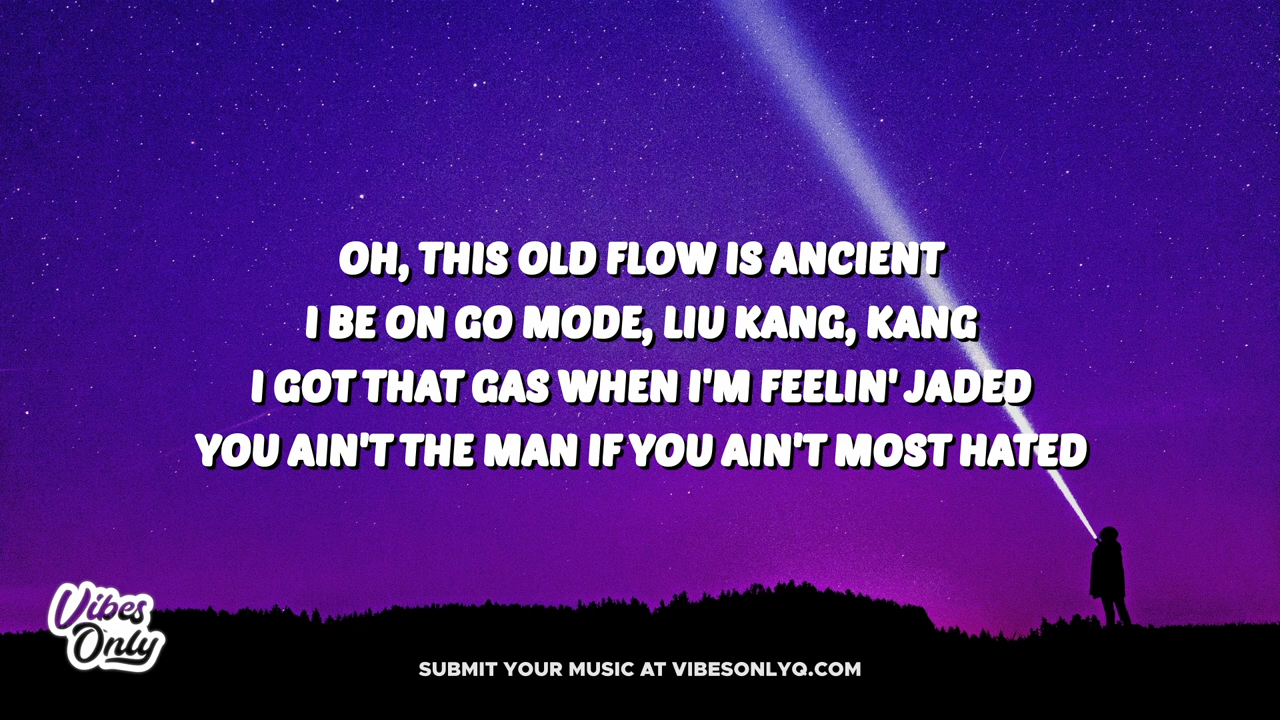 OH, THIS OLD FLOW IS ANCIENT
I BE ON GO MODE, LIU KANG, KANG
I GOT THAT GAS WHEN I'M FEELIN' JADED
YOU AIN'T THE MAN IF YOU AIN'T MOST HATED
Vibes
Only
SUBMIT YOUR MUSIC AT VIBESONLYQ.COM